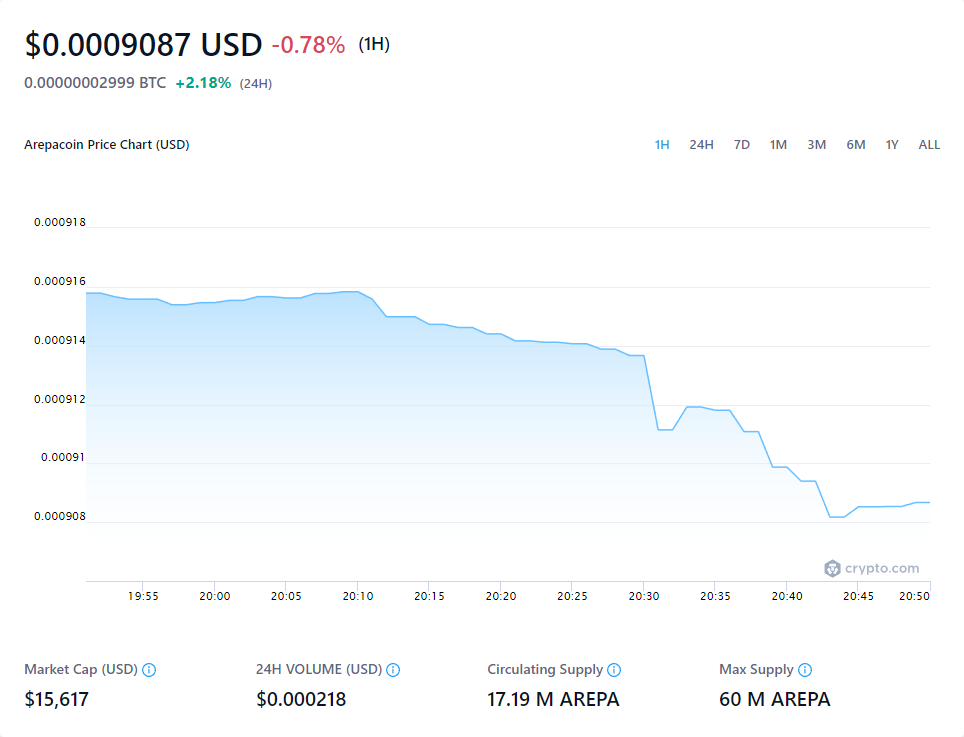 $0.0009087 USD -0.78% (1H)
0.00000002999 BTC +2.18% (24H)
Arepacoin Price Chart (USD) 1H 24H 7D 1M 3M 6M 1Y ALL
0.000918
0.000916
0.000914
0.000912
0.00091
0.000908
crypto.com
19:55 20:00 20:05 20:10 20:15 20:20 20:25 20:30 20:35 20:40 20:45 20:50
Market Cap (USD) 24H VOLUME (USD) Circulating Supply Max Supply
$15,617 $0.000218 17.19 M AREPA 60 M AREPA